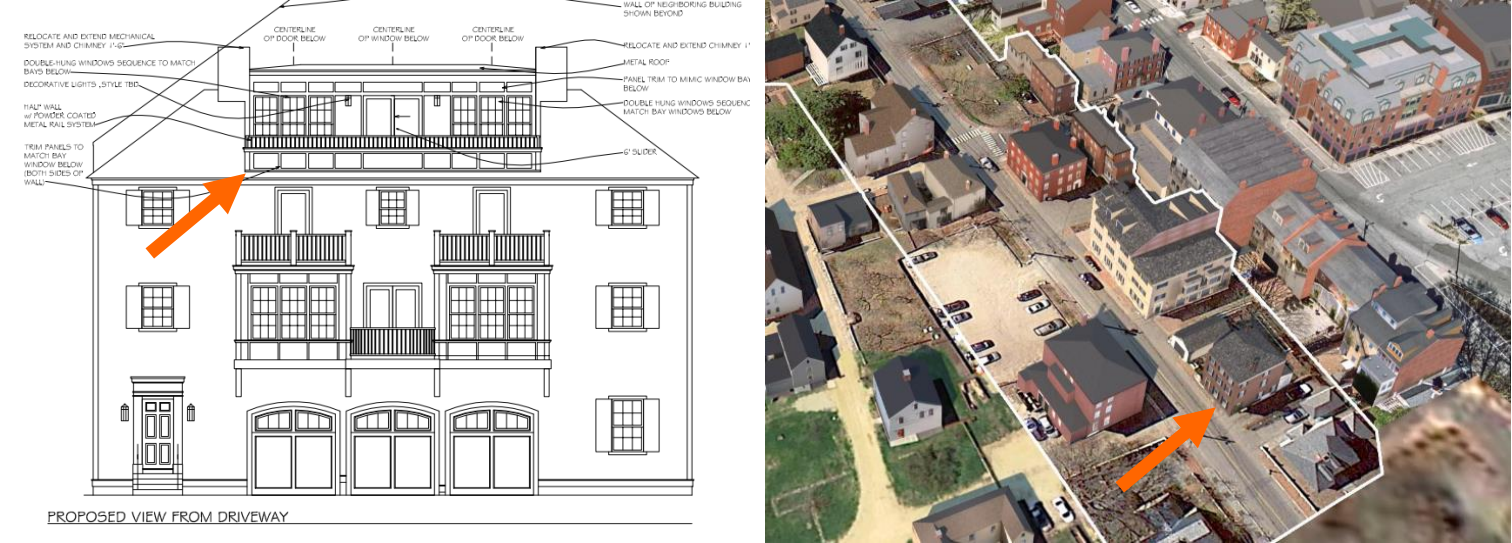 WALL OF NEIGHBORING BUILDING
SHOWN BEYOND
RELOCATE AND EXTEND MECHANICAL
SYSTEM AND CHIMNEY 1'-6"
CENTERLINE
OF DOOR BELOW
CENTERLINE
OF WINDOW BELOW
CENTERLINE
OF DOOR BELOW
RELOCATE AND EXTEND CHIMNEY 1'
DOUBLE-HUNG WINDOWS SEQUENCE TO MATCH
BAYS BELOW
METAL ROOF
DECORATIVE LIGHTS ,STYLE TBD
PANEL TRIM TO MIMIC WINDOW BAY
BELOW
HALF WALL
w/ POWDER COATED
METAL RAIL SYSTEM
DOUBLE HUNG WINDOWS SEQUENC
MATCH BAY WINDOWS BELOW
TRIM PANELS TO
MATCH BAY
WINDOW BELOW
(BOTH SIDES OF
WALL)
6' SLIDER
PROPOSED VIEW FROM DRIVEWAY